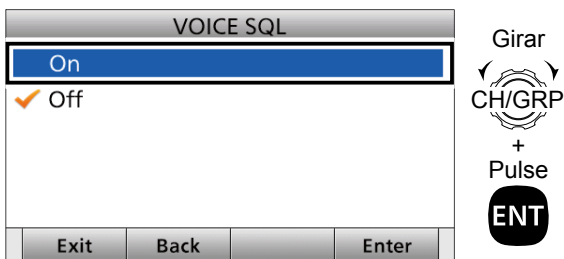 VOICE SQL
On
Off
Exit Back Enter
Girar
CH/GRP
+
Pulse
ENT